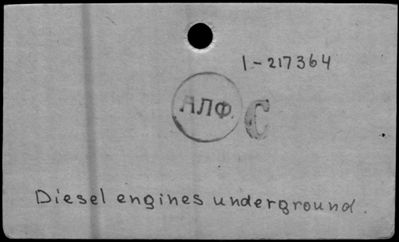 1-217364
АЛФ
C
Diesel engines underground.